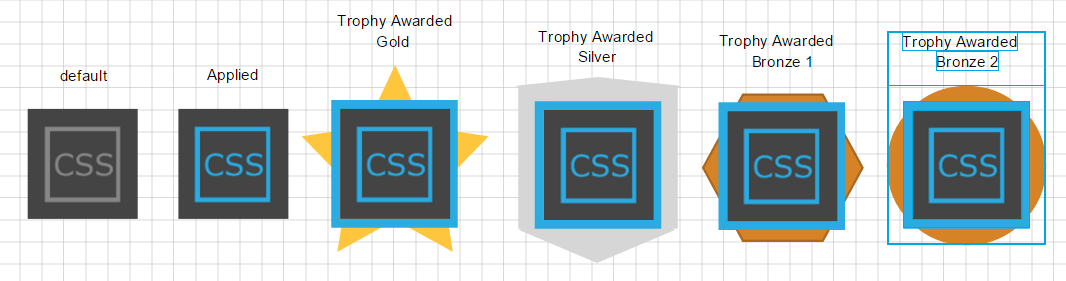 default
CSS
Applied
CSS
Trophy Awarded
Gold
CSS
Trophy Awarded
Silver
CSS
Trophy Awarded
Bronze 1
CSS
Trophy Awarded
Bronze 2
CSS